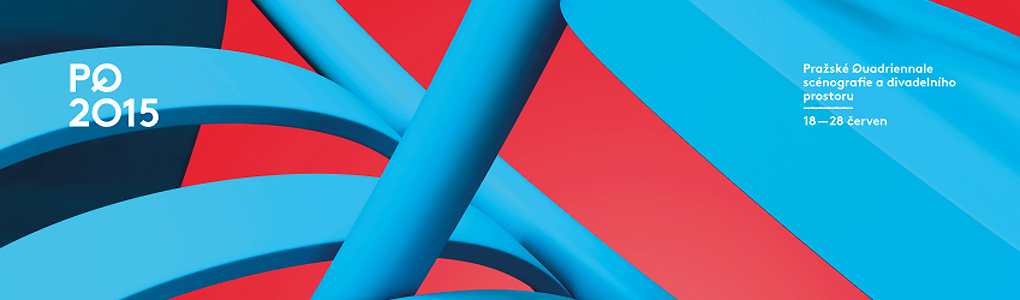 PQ
2015
Pražské Quadriennale
scénografie a divadelního
prostoru
18—28 červen